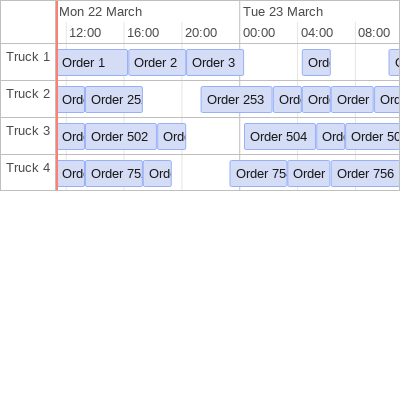 Mon 22 March Tue 23 March
12:00 16:00 20:00 00:00 04:00 08:00
Truck 1 Order 1 Order 2 Order 3 Ord
Truck 2 Ord Order 25 Order 253 Ord Order Order Ord
Truck 3 Ord Order 502 Ord Order 504 Ord Order 50
Truck 4 Ord Order 75 Ord Order 75 Order Order 756